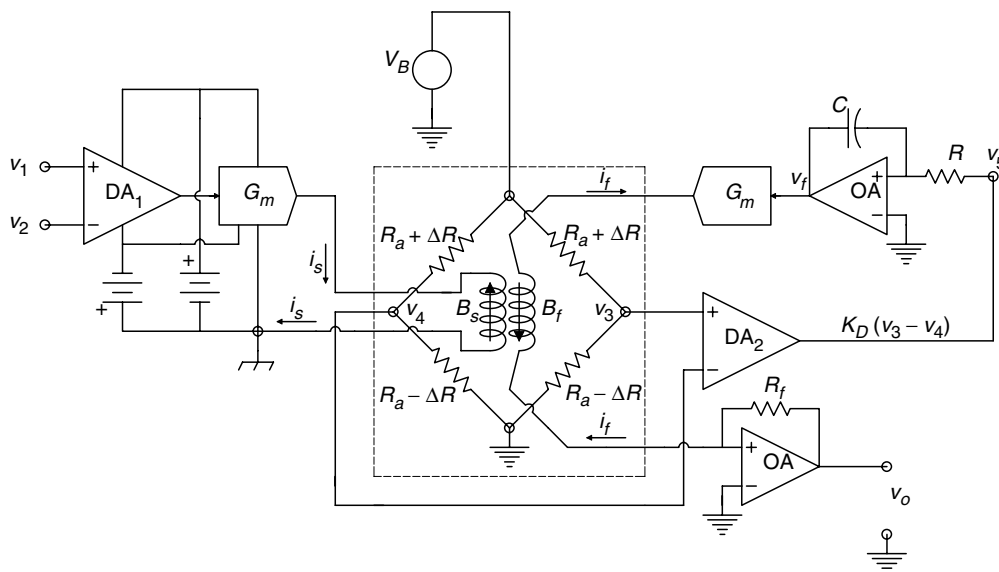 V_B
C
R
v_5
v_1
v_2
+
−
DA_1
G_m
i_f
G_m
v_f
+
−
OA
R_a + ΔR
R_a + ΔR
i_s
+
+
i_s
v_4
B_s
B_f
v_3
+
−
DA_2
K_D (v_3 − v_4)
R_a − ΔR
R_a − ΔR
R_f
i_f
+
−
OA
v_o